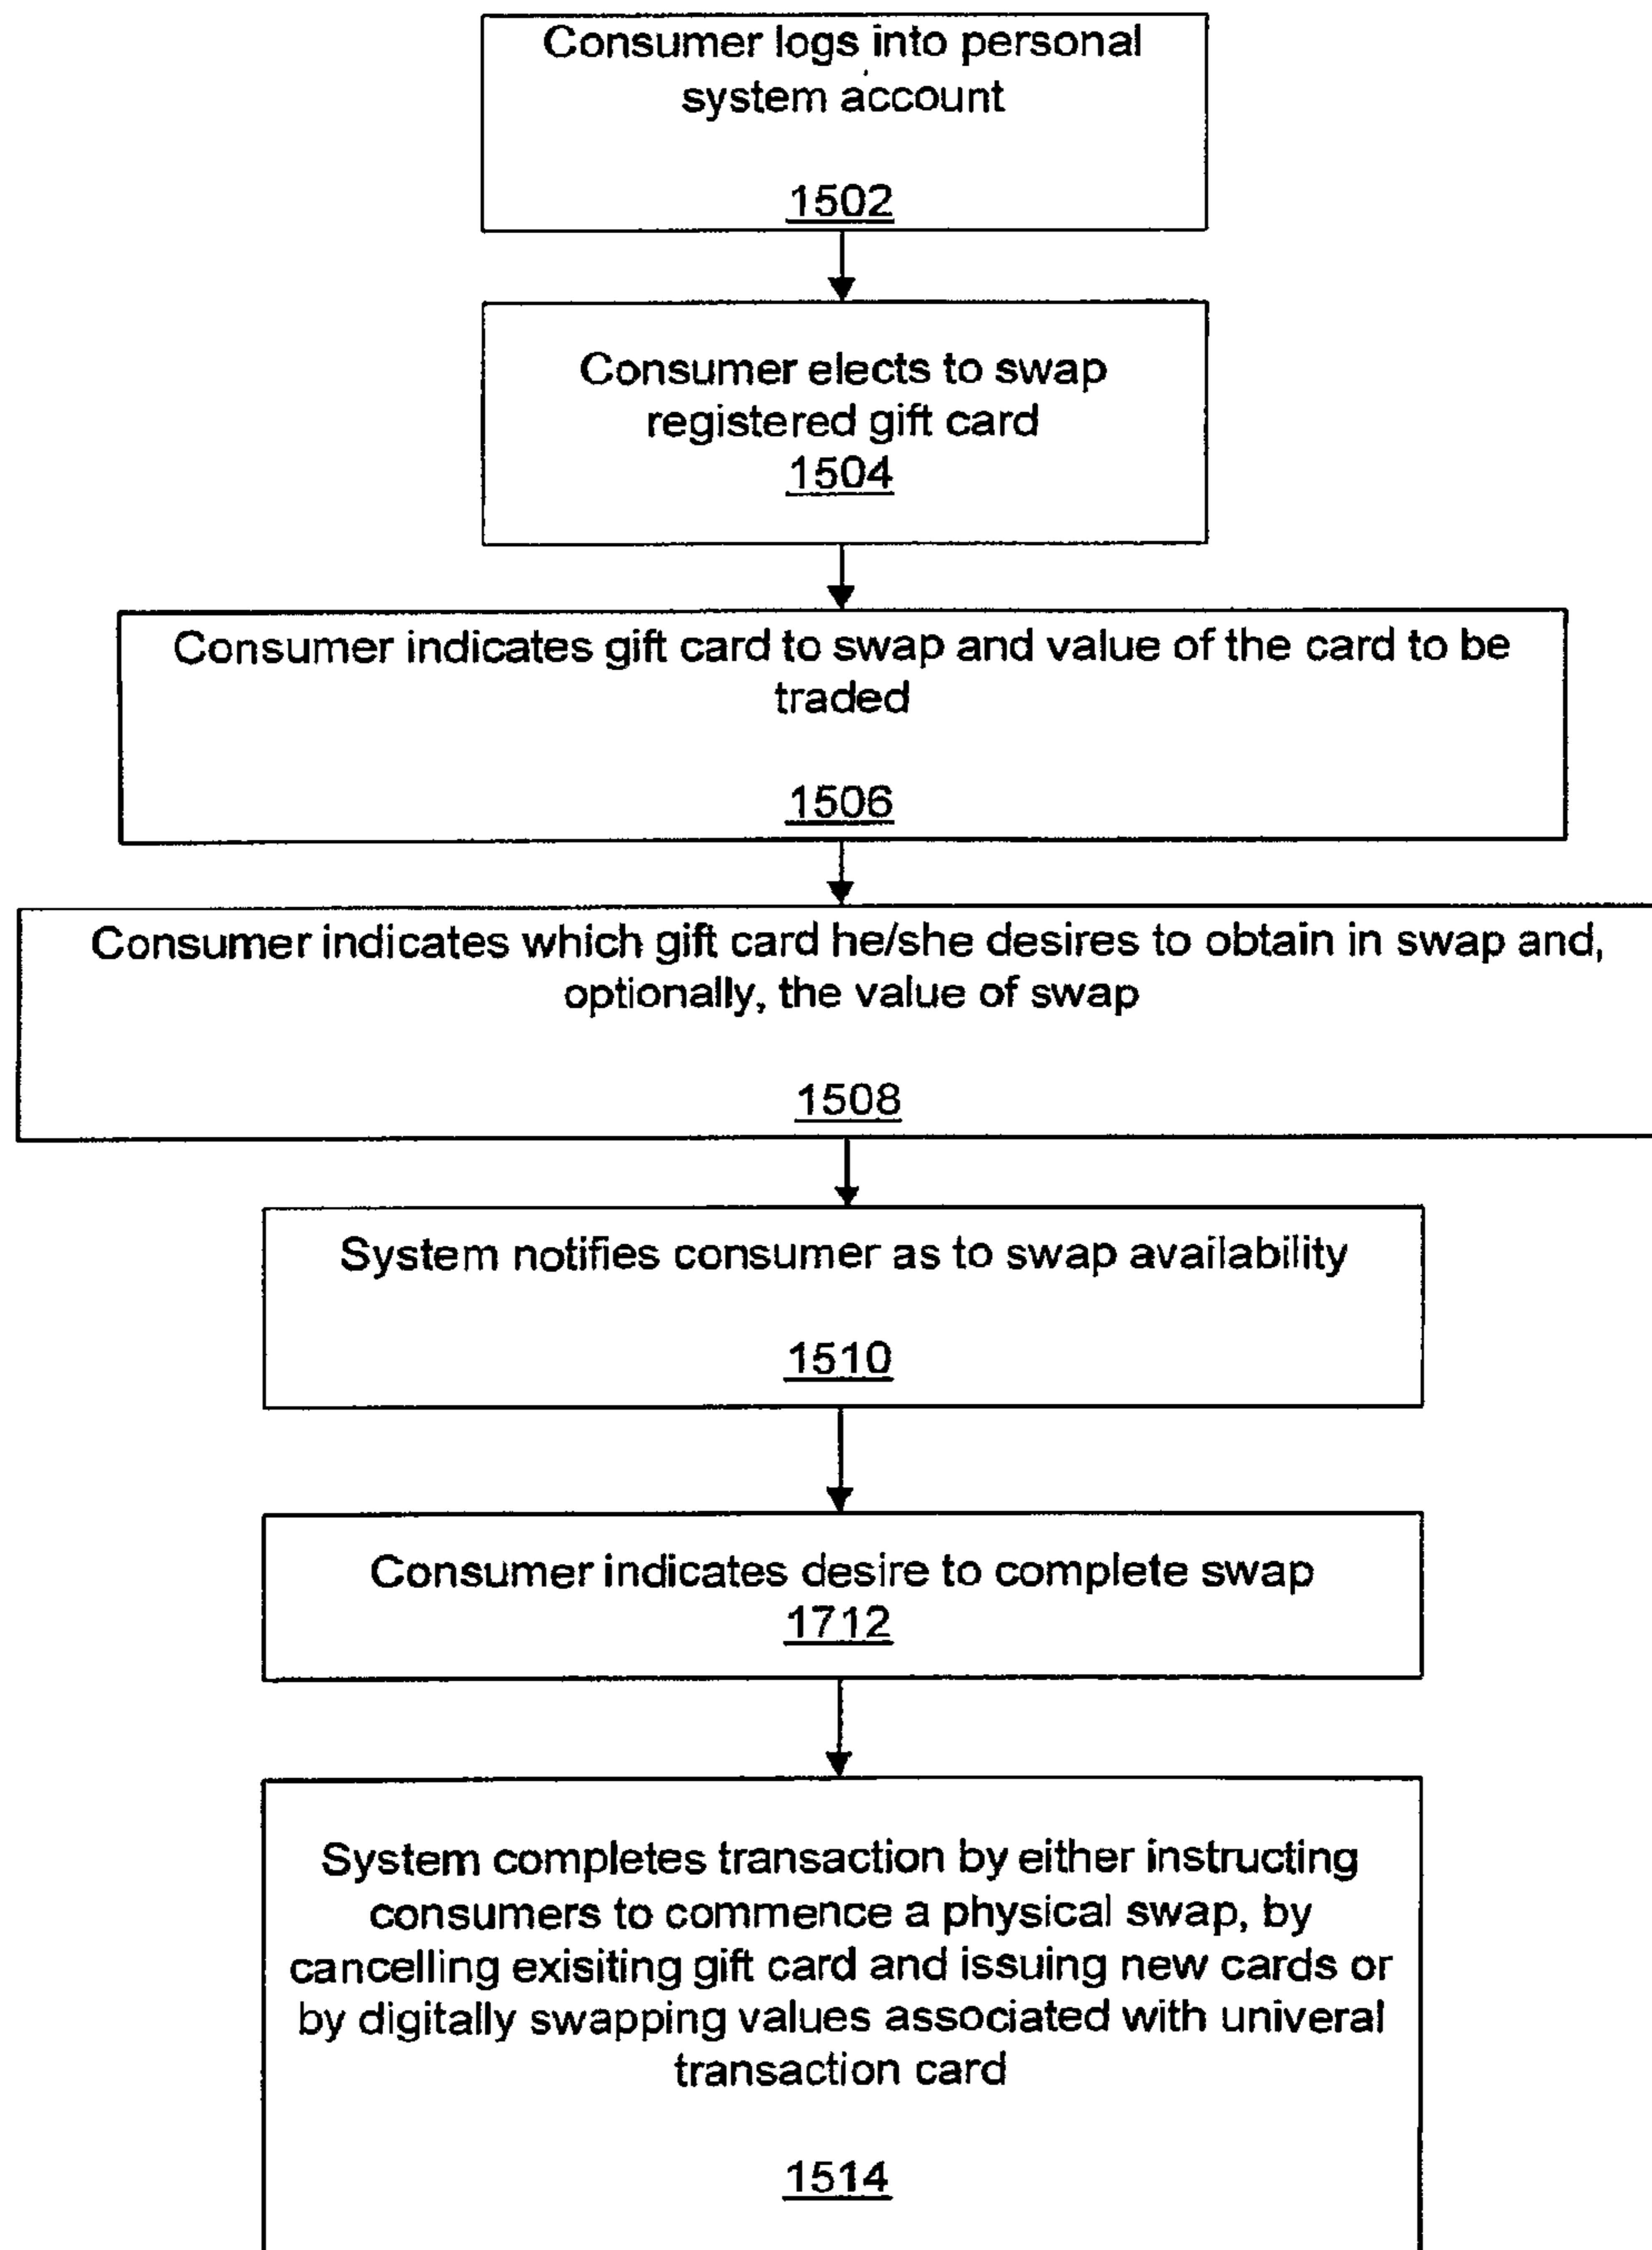 Consumer logs into personal
system account
1502
Consumer elects to swap
registered gift card
1504
Consumer indicates gift card to swap and value of the card to be
traded
1506
Consumer indicates which gift card he/she desires to obtain in swap and,
optionally, the value of swap
1508
System notifies consumer as to swap availability
1510
Consumer indicates desire to complete swap
1712
System completes transaction by either instructing
consumers to commence a physical swap, by
cancelling exisiting gift card and issuing new cards or
by digitally swapping values associated with univeral
transaction card
1514